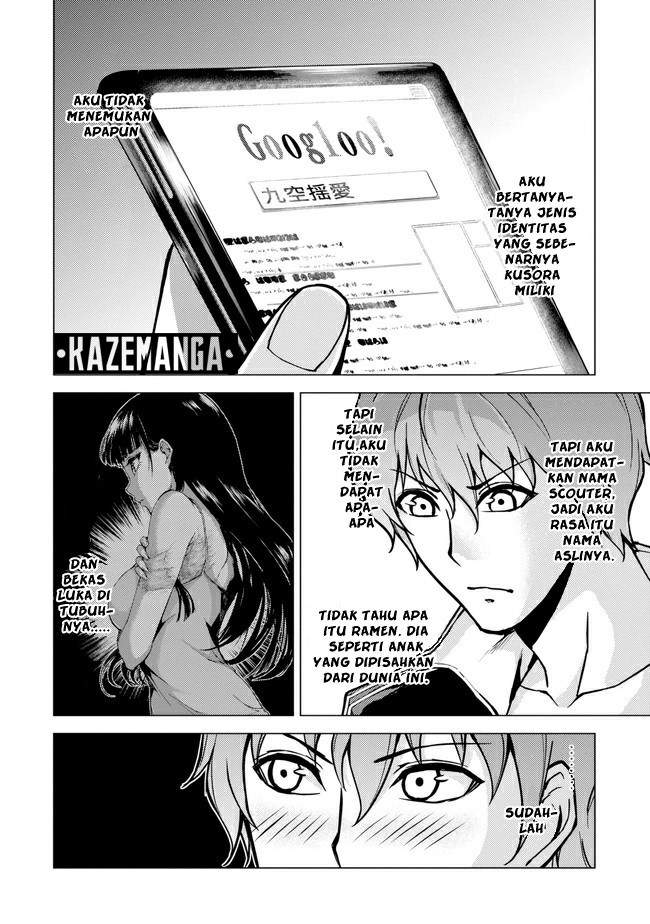 AKU
BERTANYA-
TANYA JENIS
IDENTITAS
YANG SEBE-
NARNYA
KUSORA
MILIKI
Googloo!
九空揺愛
AKU TIDAK
MENEMUKAN
APAPUN
•KAZEMANGA•
TAPI AKU
MENDAPAT-
KAN NAMA
SCOUTER,
JADI AKU
RASA ITU
NAMA
ASLINYA.
TAPI
SELAIN
ITU AKU
TIDAK
MEN-
DAPAT
APA-
APA
TIDAK TAHU APA
ITU RAMEN. DIA
SEPERTI ANAK
YANG DIPISAHKAN
DARI DUNIA INI.
DAN
BEKAS
LUKA DI
TUBUH-
NYA.....
SUDAH-
LAH